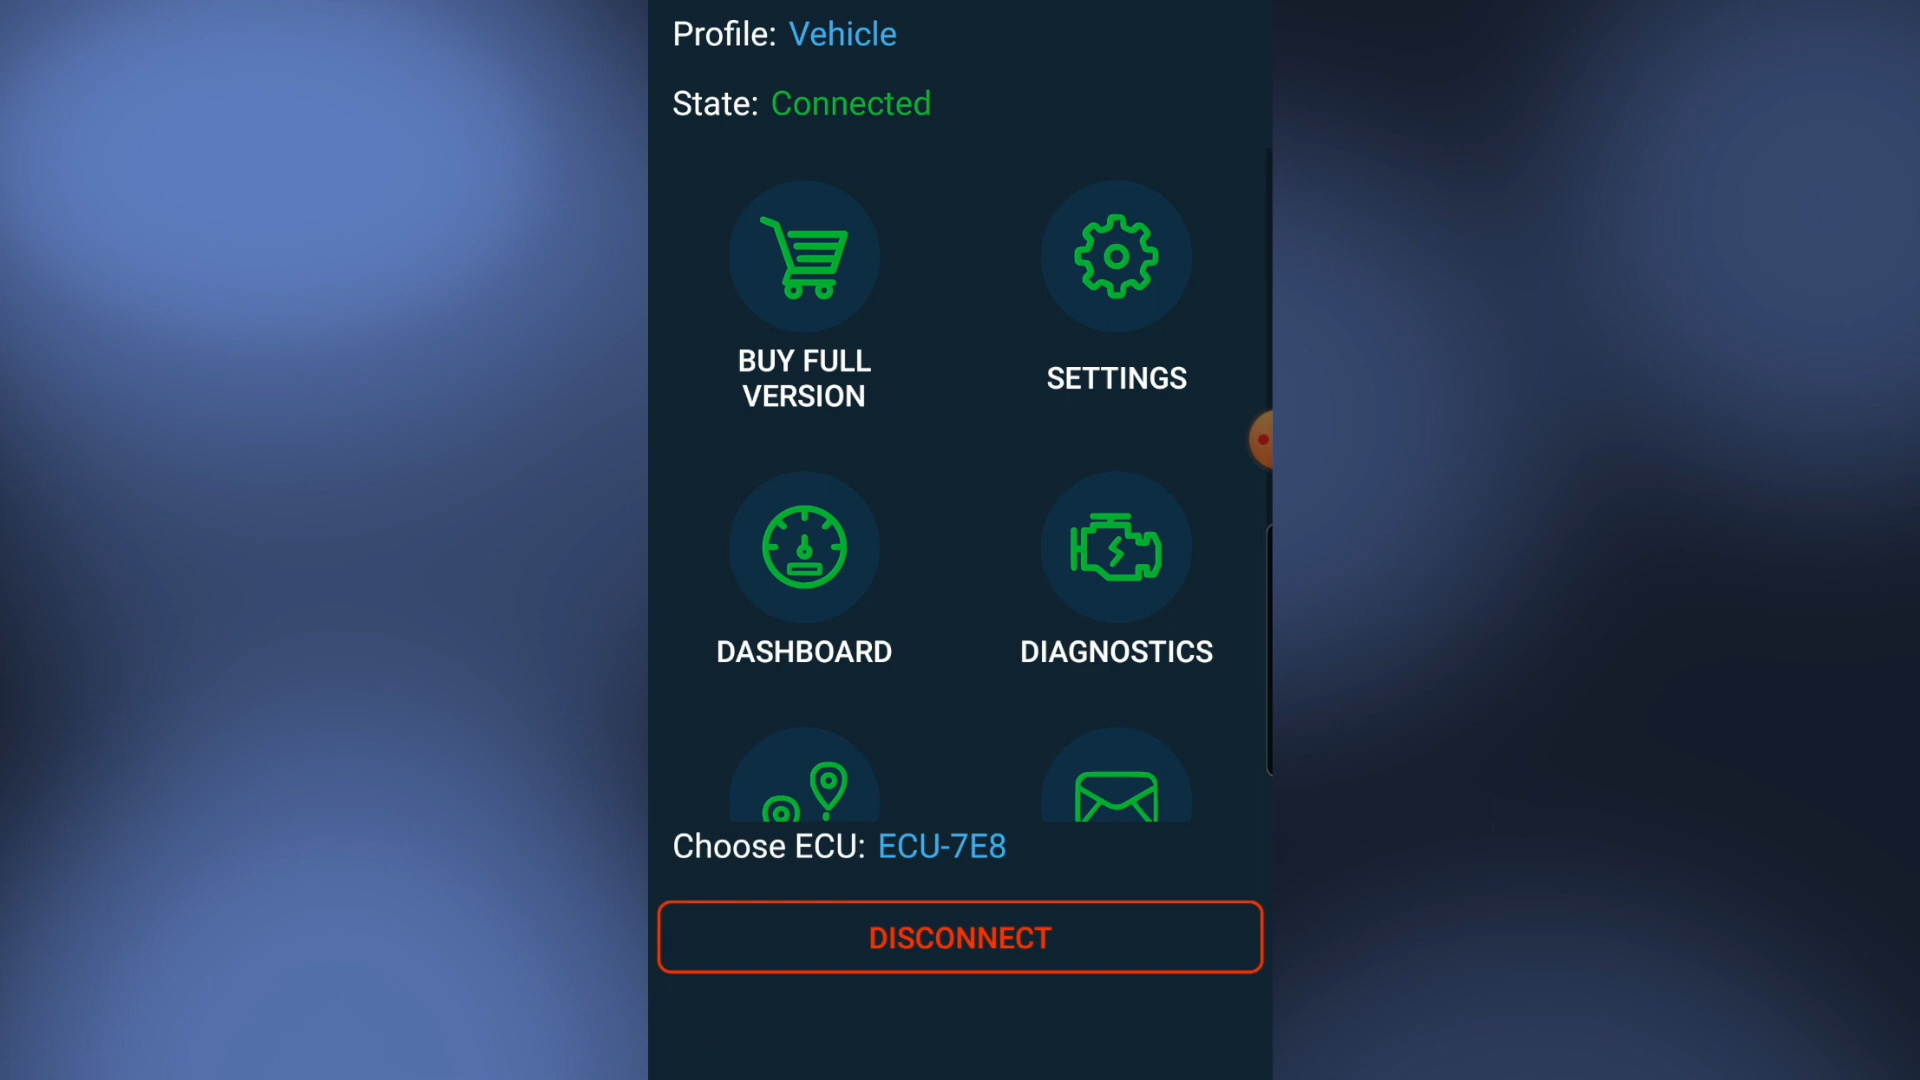 Profile: Vehicle
State: Connected
BUY FULL
VERSION
SETTINGS
DASHBOARD
DIAGNOSTICS
Choose ECU: ECU-7E8
DISCONNECT